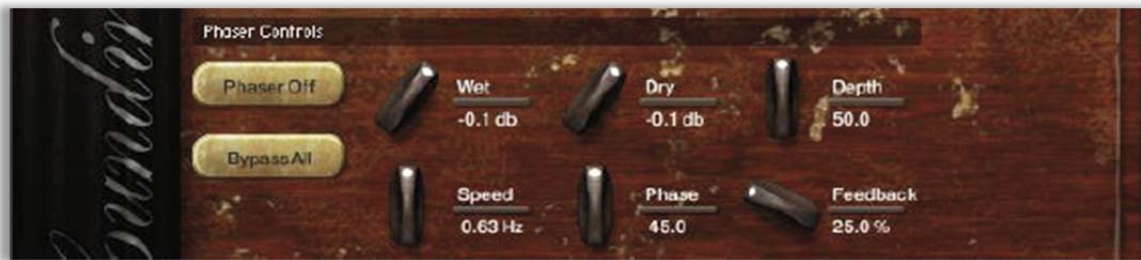 Phaser Controls
Phaser Off
Wet
Dry
Depth
-0.1 db
-0.1 db
50.0
Bypass All
Speed
Phase
Feedback
0.63 Hz
45.0
25.0 %